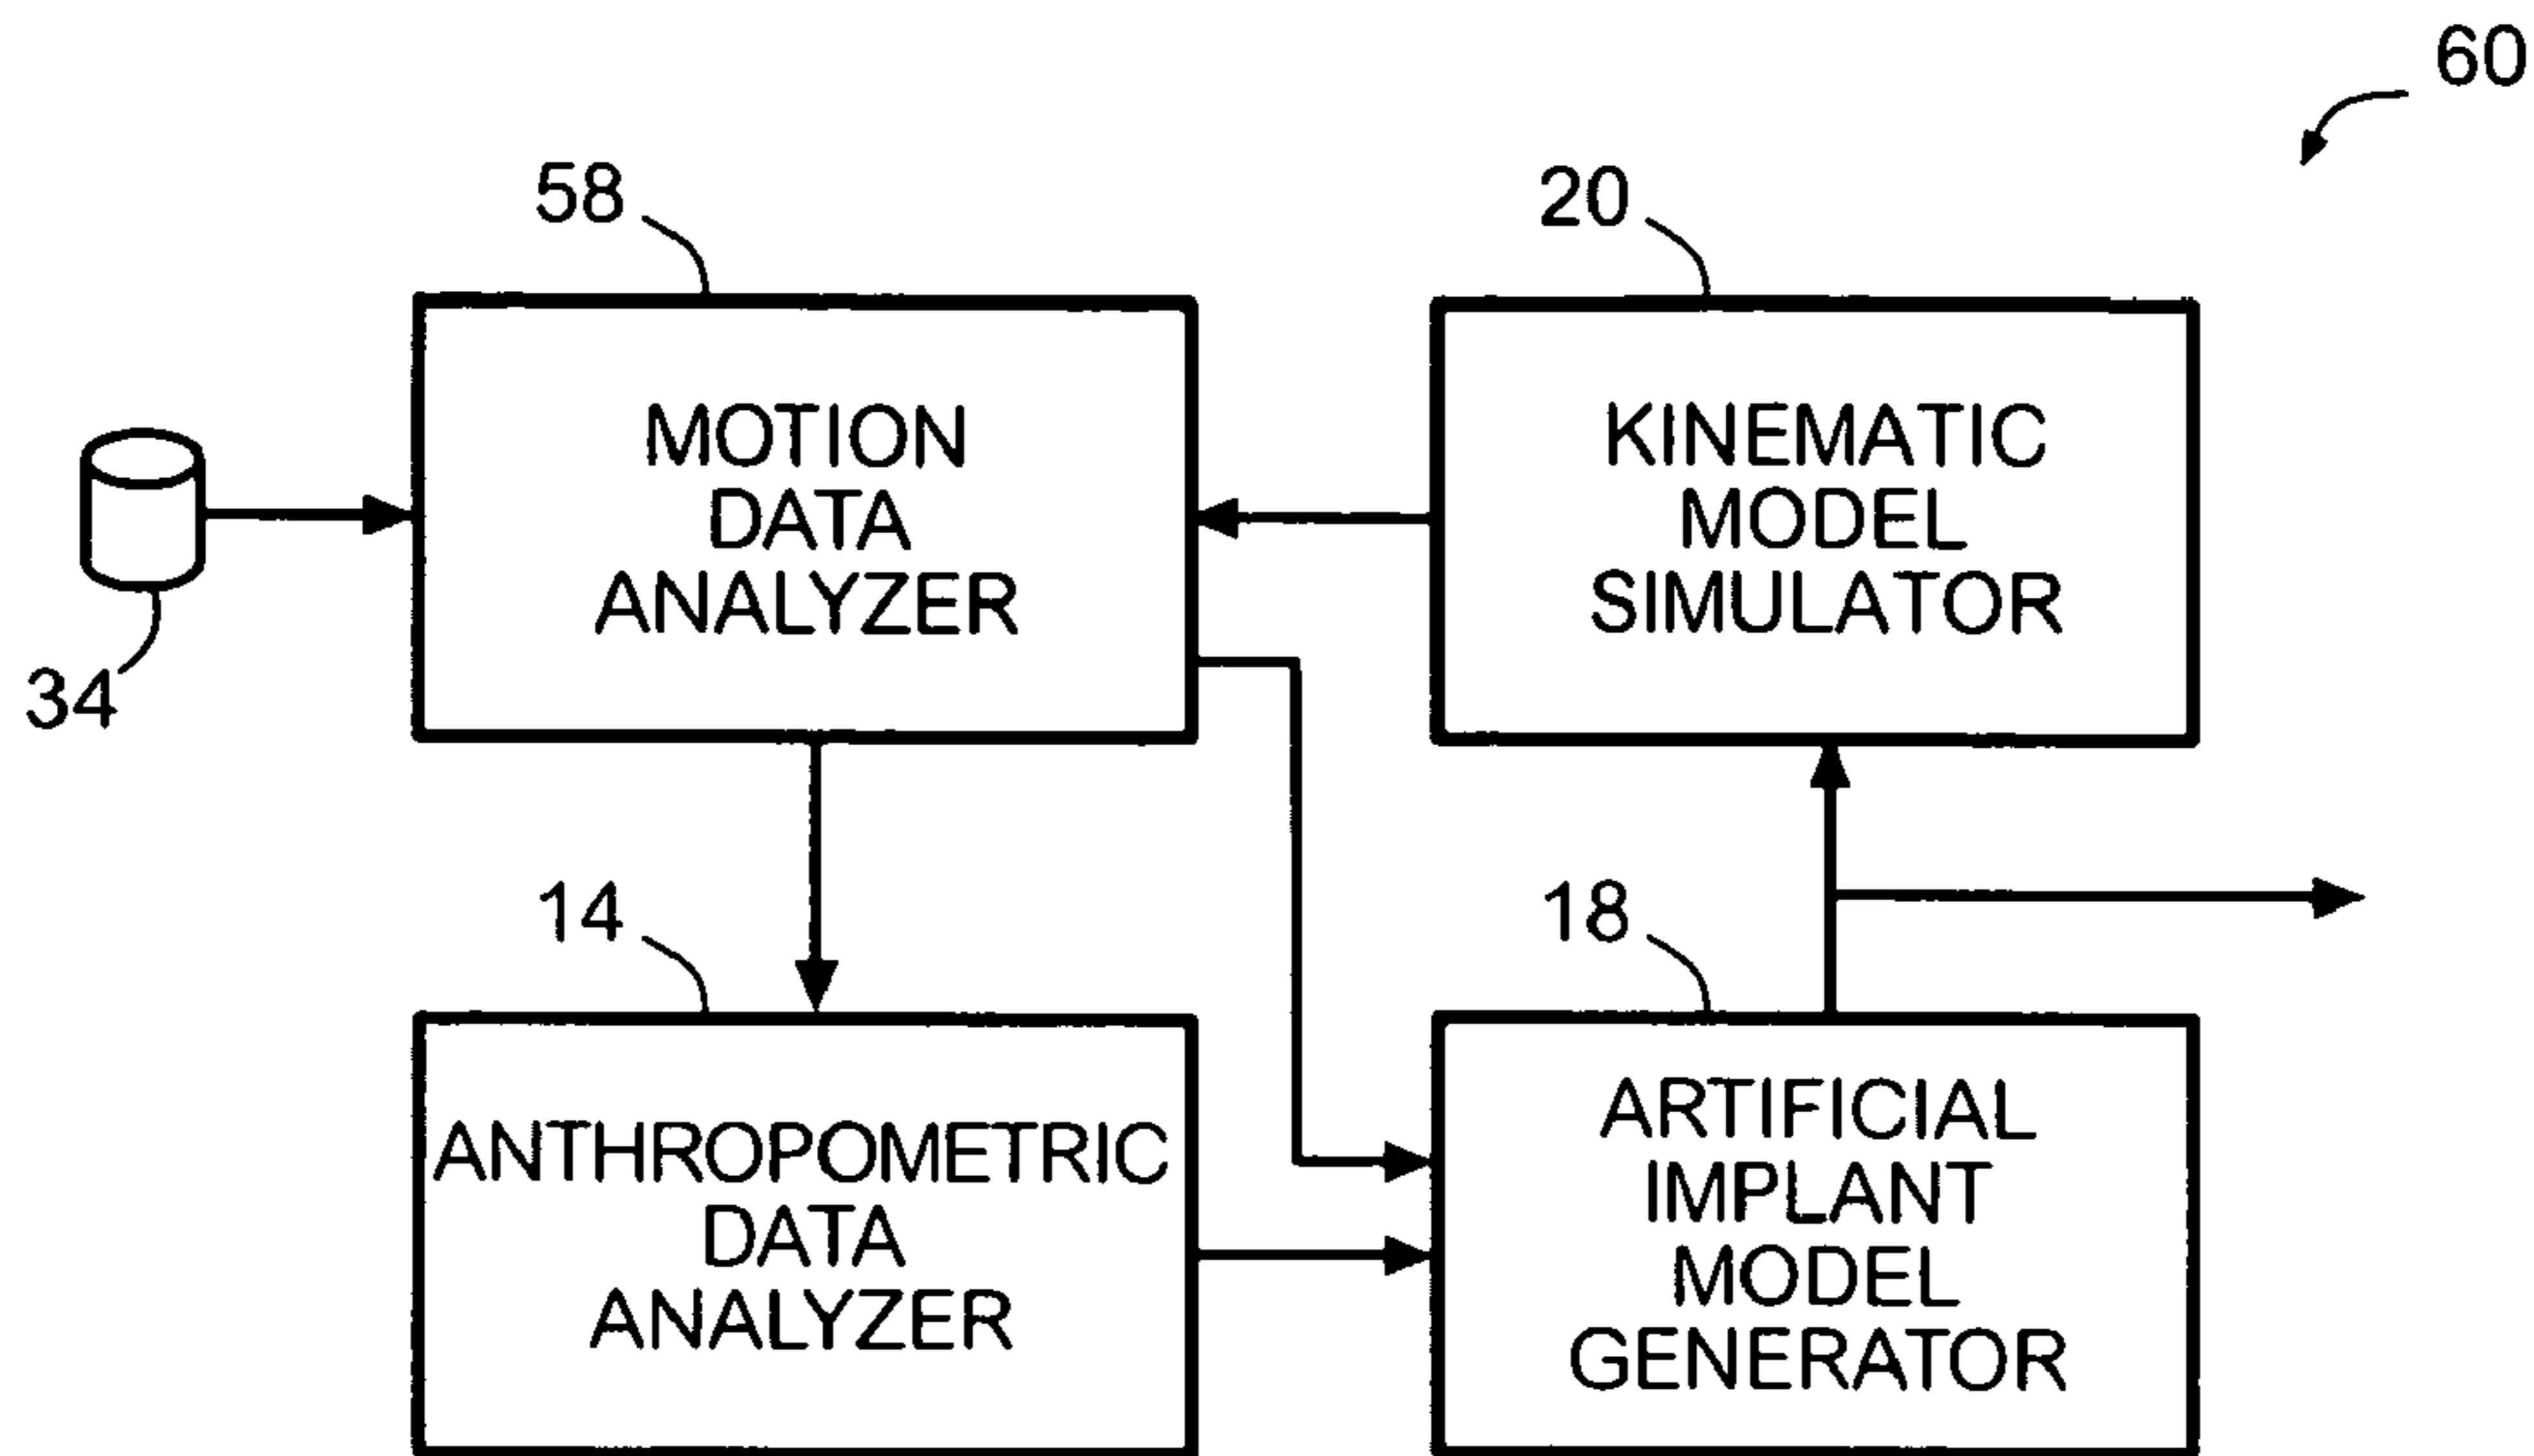 60
58
20
MOTION
DATA
ANALYZER
KINEMATIC
MODEL
SIMULATOR
34
14
18
ANTHROPOMETRIC
DATA
ANALYZER
ARTIFICIAL
IMPLANT
MODEL
GENERATOR